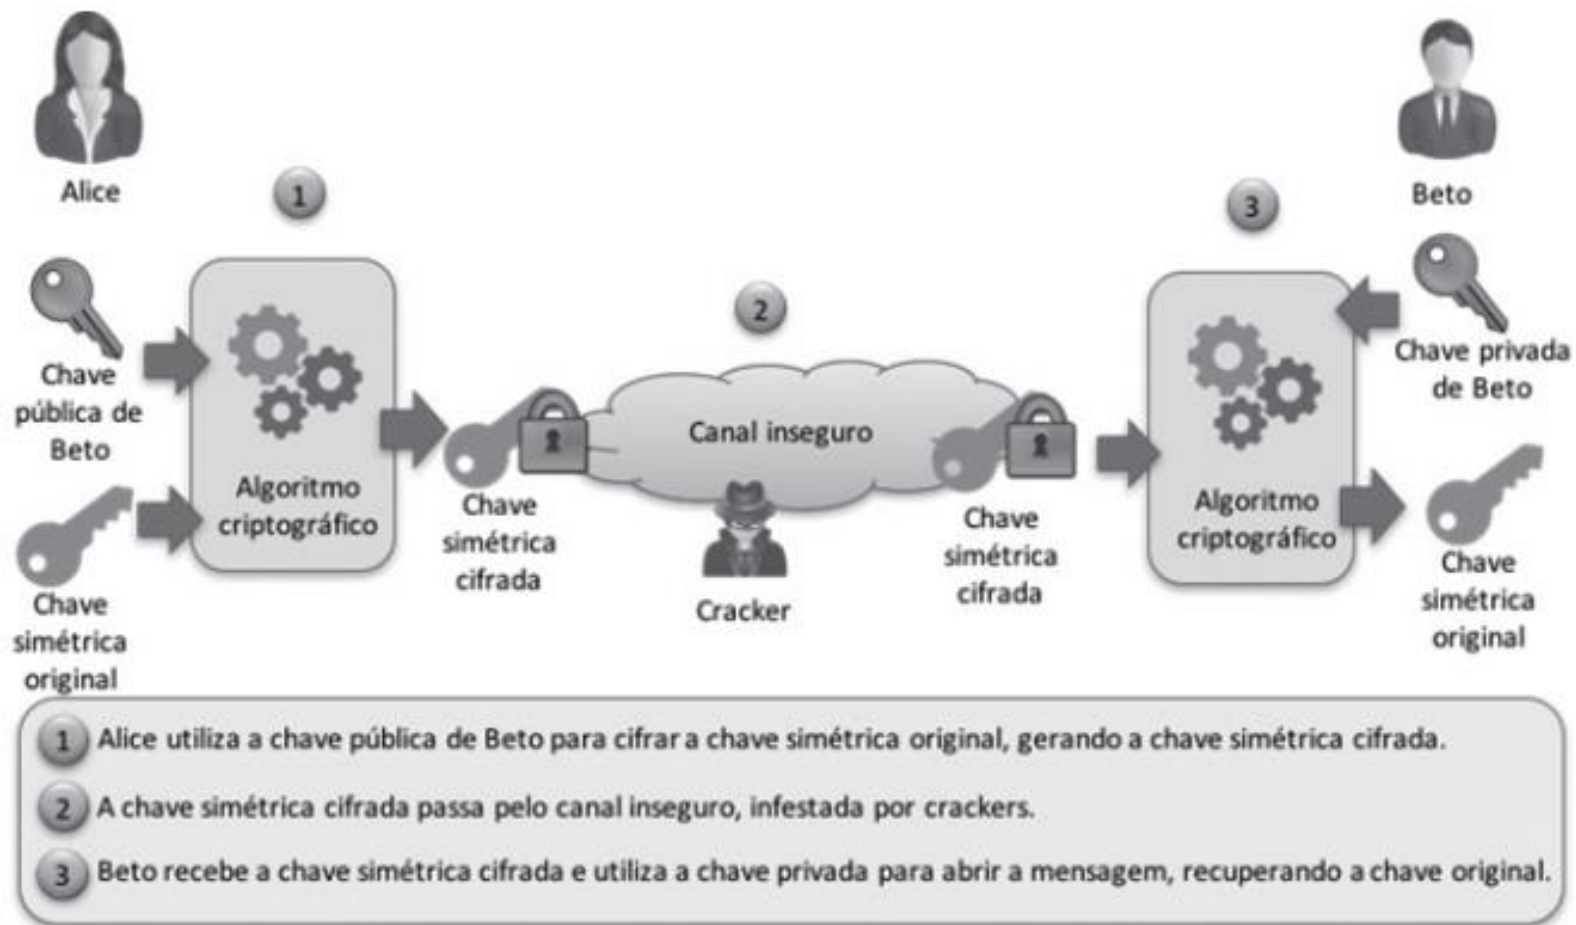 Alice
1
3
Beto
2
Chave
pública de
Beto
Chave privada
de Beto
Canal inseguro
Algoritmo
criptográfico
Chave
simétrica
cifrada
Chave
simétrica
cifrada
Algoritmo
criptográfico
Chave
simétrica
original
Cracker
Chave
simétrica
original
1 Alice utiliza a chave pública de Beto para cifrar a chave simétrica original, gerando a chave simétrica cifrada.
2 A chave simétrica cifrada passa pelo canal inseguro, infestada por crackers.
3 Beto recebe a chave simétrica cifrada e utiliza a chave privada para abrir a mensagem, recuperando a chave original.